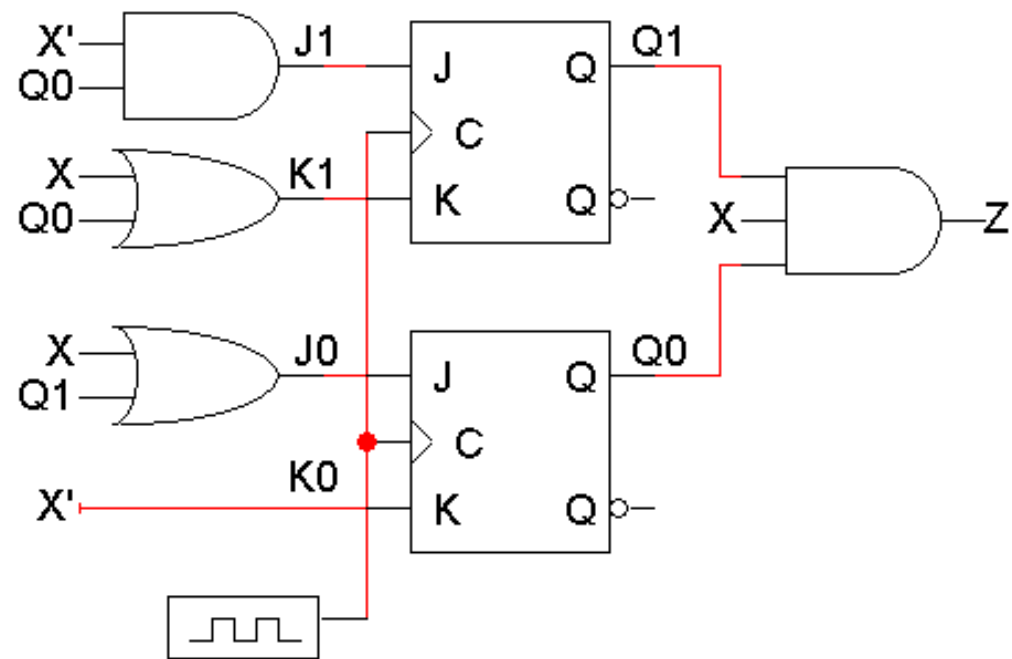 X' J1 J Q Q1
Q0
C
X K1 K Q X Z
Q0
X J0 J Q Q0
Q1
C
K0
X' K Q